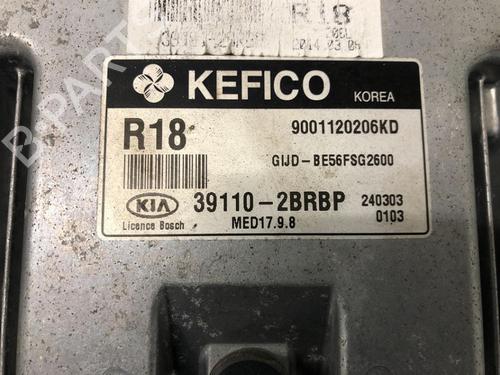 R18
2014.03.04
KEFICO
KOREA
R18
9001120206KD
GIJD-BE56FSG2600
KIA
39110-2BRBP
240303
Licence Bosch
MED17.9.8
0103
B-Parts